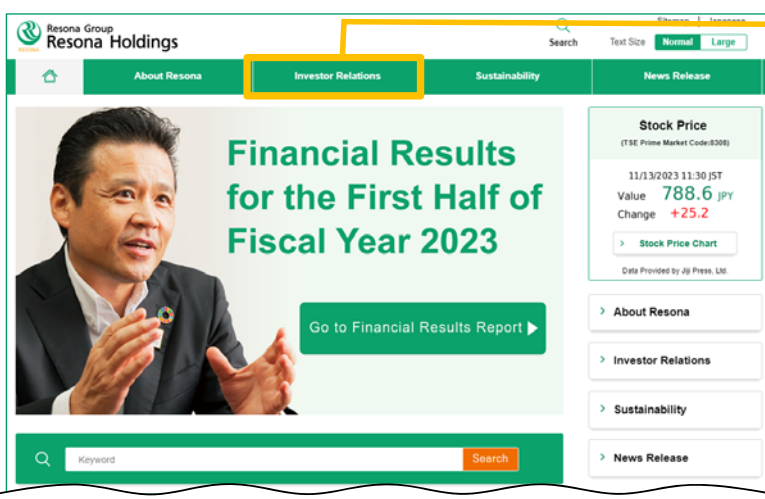 Resona Group
Resona Holdings
RESONA
Search
Sitemap | Japanese
Text Size Normal Large
About Resona
Investor Relations
Sustainability
News Release
Financial Results
for the First Half of
Fiscal Year 2023
Go to Financial Results Report
Stock Price
(TSE Prime Market Code:8308)
11/13/2023 11:30 JST
Value 788.6 JPY
Change +25.2
Stock Price Chart
Data Provided by Jiji Press, Ltd.
About Resona
Investor Relations
Sustainability
News Release
Keyword
Search